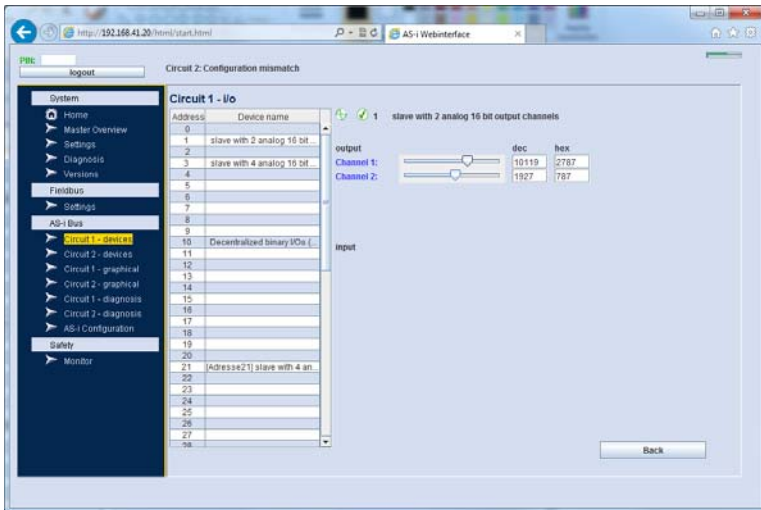 http://192.168.41.20/html/start.html
AS-i Webinterface
PIN:
logout
Circuit 2: Configuration mismatch
System
Home
Master Overview
Settings
Diagnosis
Versions
Fieldbus
Settings
AS-i Bus
Circuit 1 - devices
Circuit 2 - devices
Circuit 1 - graphical
Circuit 2 - graphical
Circuit 1 - diagnosis
Circuit 2 - diagnosis
AS-i Configuration
Safety
Monitor
Circuit 1 - i/o
Address Device name
0
1 slave with 2 analog 16 bit ...
2
3 slave with 4 analog 16 bit ...
4
5
6
7
8
9
10 Decentralized binary I/Os (...
11
12
13
14
15
16
17
18
19
20
21 [Adresse21] slave with 4 an...
22
23
24
25
26
27
28
1 slave with 2 analog 16 bit output channels
output dec hex
Channel 1: 10119 2787
Channel 2: 1927 787
input
Back